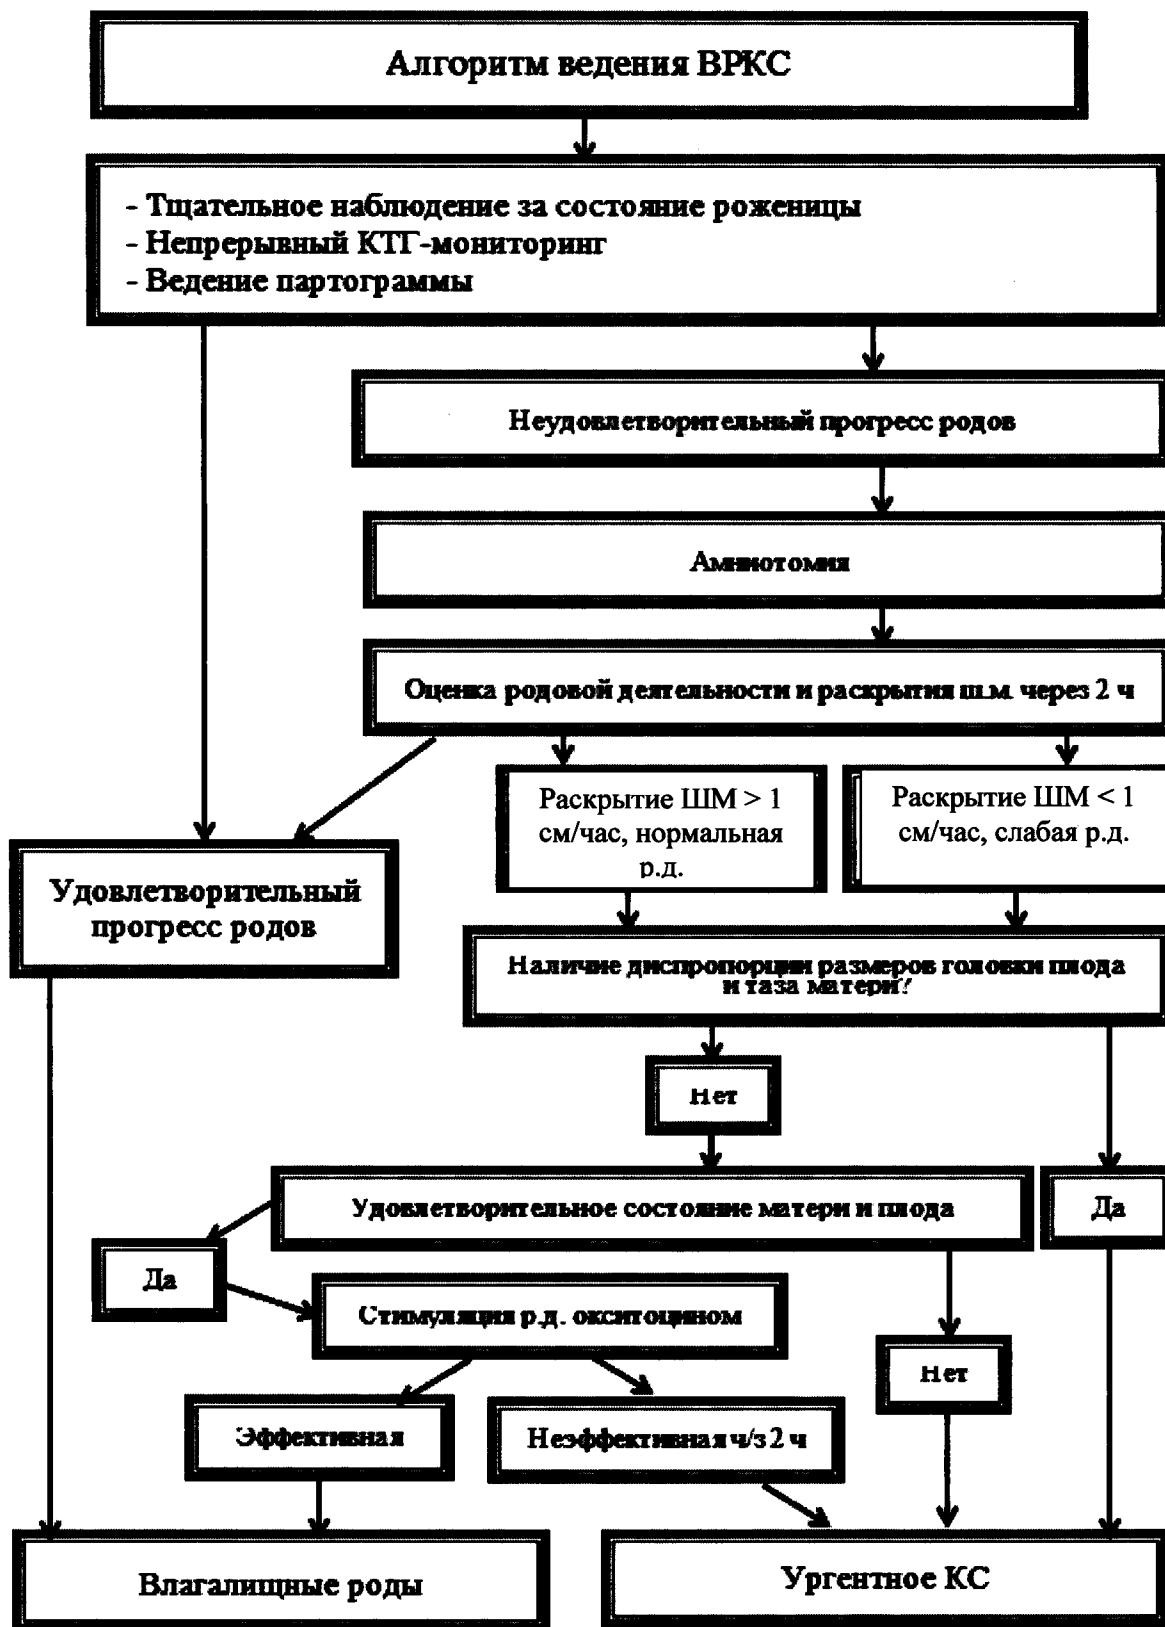 Алгоритм ведения ВРКС
- Тщательное наблюдение за состояние роженицы
- Непрерывный КТГ-мониторинг
- Ведение партограммы
Неудовлетворительный прогресс родов
Амниотомия
Оценка родовой деятельности и раскрытия ш.м. через 2 ч
Раскрытие ШМ > 1
см/час, нормальная
р.д.
Раскрытие ШМ < 1
см/час, слабая р.д.
Удовлетворительный
прогресс родов
Наличие диспропорции размеров головки плода
и таза матери?
Нет
Удовлетворительное состояние матери и плода
Да
Да
Стимуляция р.д. окситоцином
Нет
Эффективная
Неэффективная ч/з 2 ч
Влагалищные роды
Ургентное КС